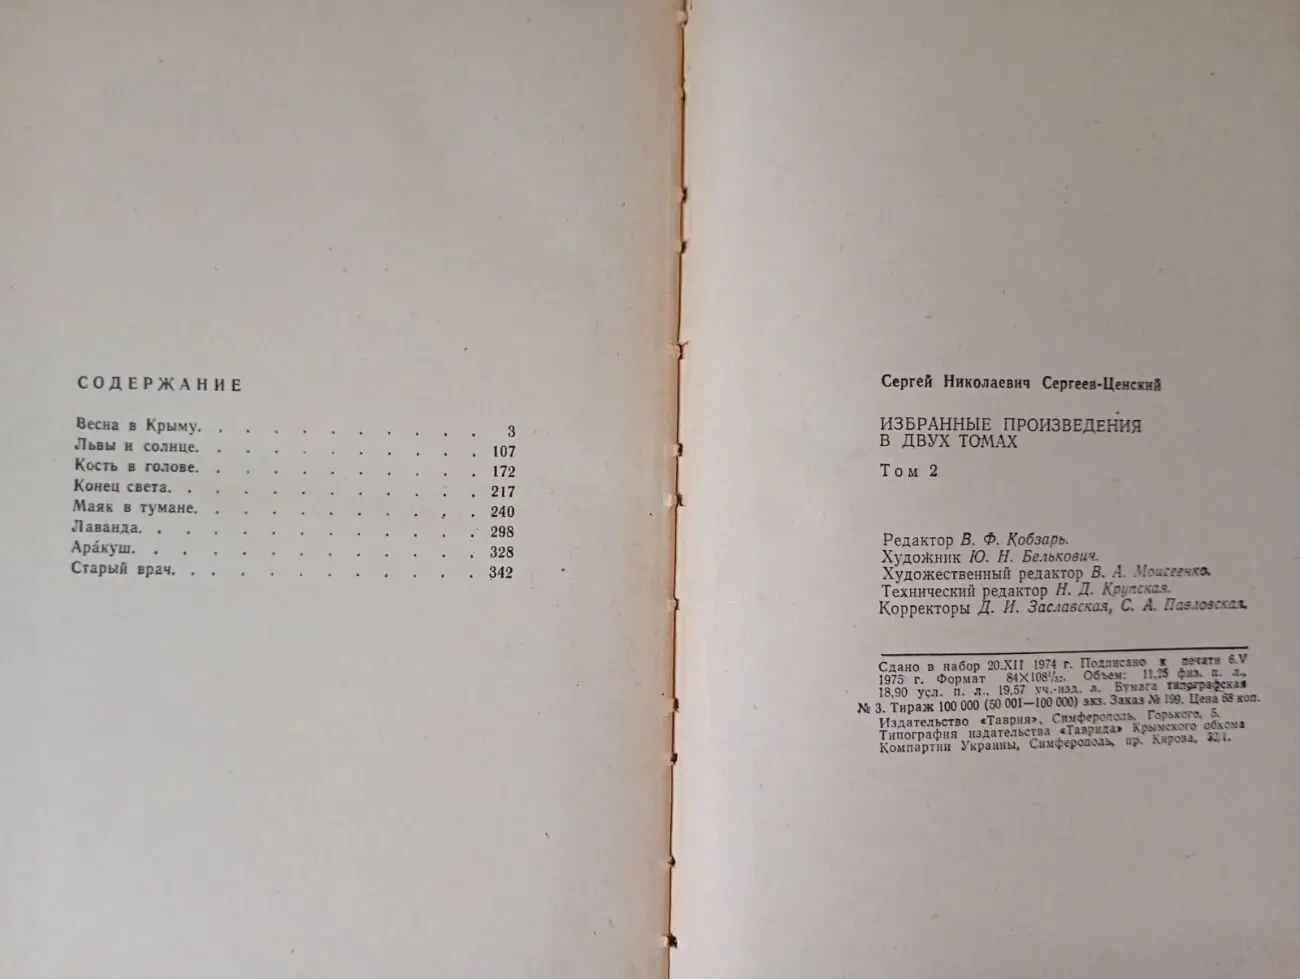 СОДЕРЖАНИЕ
Весна в Крыму. . . . . . . . . . . 3
Львы и солнце. . . . . . . . . . . 107
Кость в голове. . . . . . . . . . . 172
Конец света. . . . . . . . . . . . 217
Маяк в тумане. . . . . . . . . . . 240
Лаванда. . . . . . . . . . . . . 298
Ара́куш. . . . . . . . . . . . . 328
Старый врач. . . . . . . . . . . . 342
Сергей Николаевич Сергеев-Ценский
ИЗБРАННЫЕ ПРОИЗВЕДЕНИЯ
В ДВУХ ТОМАХ
Том 2
Редактор В. Ф. Кобзарь.
Художник Ю. Н. Белькович.
Художественный редактор В. А. Моисеенко.
Технический редактор Н. Д. Крупская.
Корректоры Д. И. Заславская, С. А. Павловская.
Сдано в набор 20.XII 1974 г. Подписано к печати 6.V
1975 г. Формат 84X108¹/₃₂. Объем: 11,25 физ. п. л.,
18,90 усл. п. л., 19,57 уч.-изд. л. Бумага типографская
№ 3. Тираж 100 000 (50 001—100 000) экз. Заказ № 199. Цена 68 коп.
Издательство «Таврия», Симферополь, Горького, 5.
Типография издательства «Таврида» Крымского обкома
Компартии Украины, Симферополь, пр. Кирова,